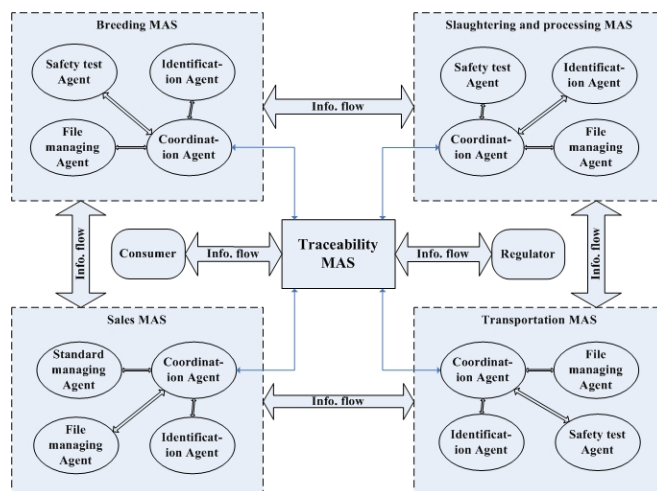 Breeding MAS
Safety test
Agent
Identificat-
ion Agent
File
managing
Agent
Coordinat-
ion Agent
Info. flow
Slaughtering and processing MAS
Safety test
Agent
Identificat-
ion Agent
Coordinat-
ion Agent
File
managing
Agent
Info. flow
Consumer
Info. flow
Traceability
MAS
Info. flow
Regulator
Info. flow
Sales MAS
Standard
managing
Agent
Coordinat-
ion Agent
File
managing
Agent
Identificat-
ion Agent
Info. flow
Transportation MAS
Coordinat-
ion Agent
File
managing
Agent
Identificat-
ion Agent
Safety test
Agent